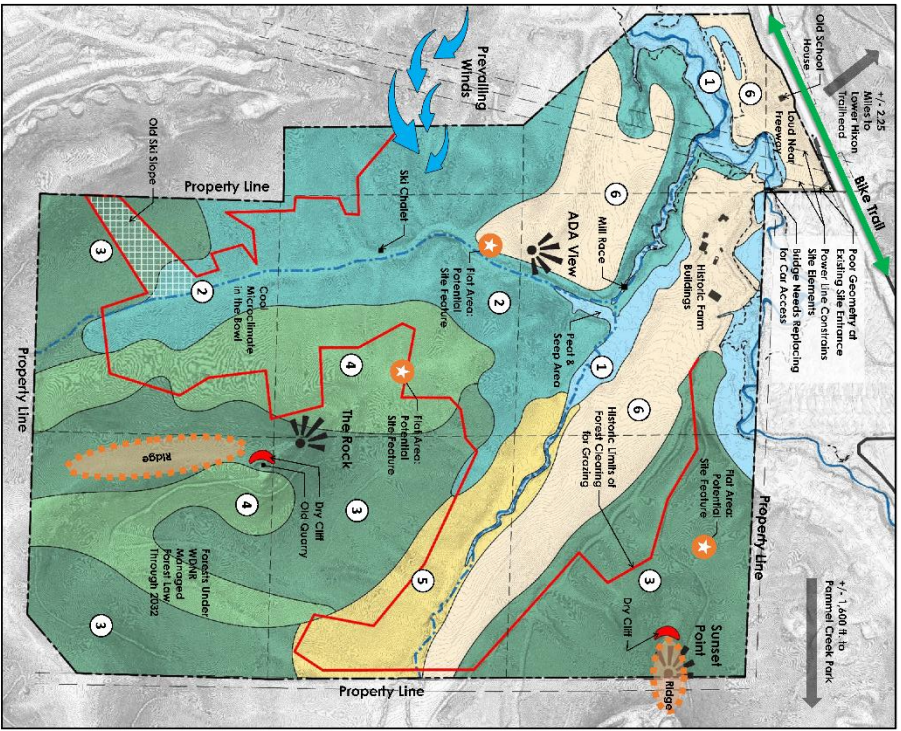 +/- 2.25
Miles to
Lower Hixon
Trailhead
Bike Trail
Old School
House
Loud Near
Freeway
Poor Geometry at
Existing Site Entrance
Power Line Constrains
Site Elements
Bridge Needs Replacing
for Car Access
1
6
Prevailing
Winds
Property Line
Old Ski Slope
3
2
Ski Chalet
6
Mill Race
ADA View
Flat Area:
Potential
Site Feature
Historic Farm
Buildings
2
Peat &
Seep Area
1
Cool
Microclimate
in the Bowl
4
Flat Area:
Potential
Site Feature
6
Historic Limits of
Forest Clearing
for Grazing
Flat Area:
Potential
Site Feature
Property Line
+/- 1,600 ft. to
Pammel Creek Park
3
Dry Cliff
Sunset
Point
Ridge
5
The Rock
Ridge
Dry Cliff
Old Quarry
3
4
Forests Under
WDNR
Managed
Forest Law
Through 2032
3
Property Line
Property Line